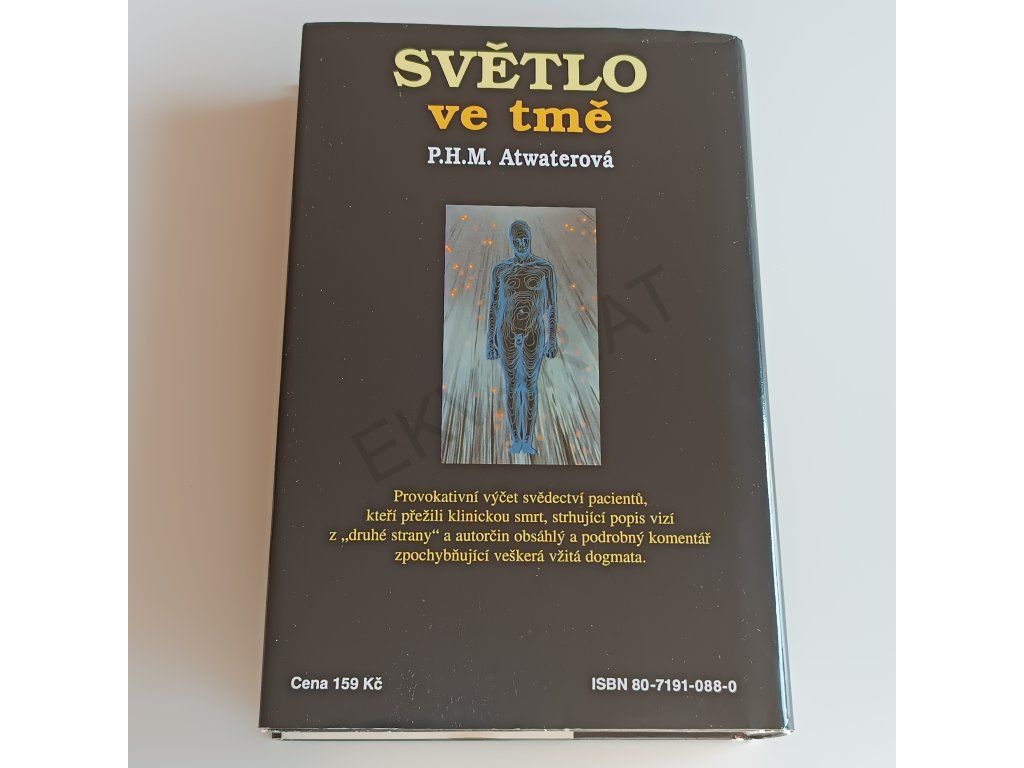 SVĚTLO
ve tmě
P.H.M. Atwaterová
Provokativní výčet svědectví pacientů,
kteří přežili klinickou smrt, strhující popis vizí
z „druhé strany“ a autorčin obsáhlý a podrobný komentář
zpochybňující veškerá vžitá dogmata.
Cena 159 Kč
ISBN 80-7191-088-0